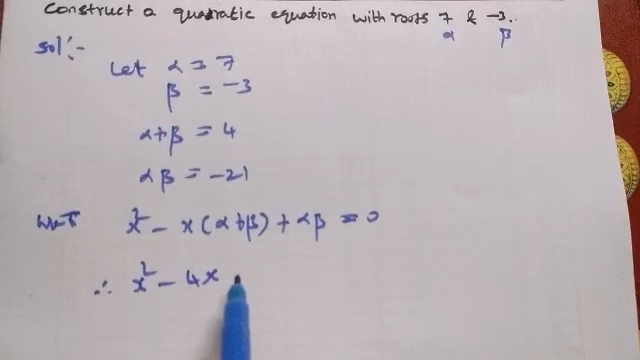 Construct a quadratic equation with roots 7 & -3.
α β
Sol:-
Let α = 7
β = -3
α+β = 4
αβ = -21
W.K.T x² - x(α+β) + αβ = 0
∴ x² - 4x